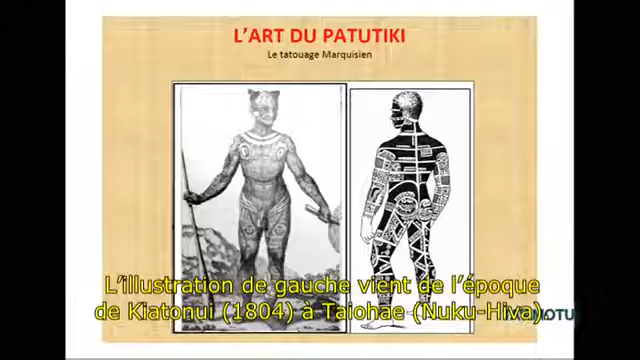 L'ART DU PATUTIKI
Le tatouage Marquisien
L'illustration de gauche vient de l'époque
de Kiatonui (1804) à Taiohae (Nuku-Hiva).